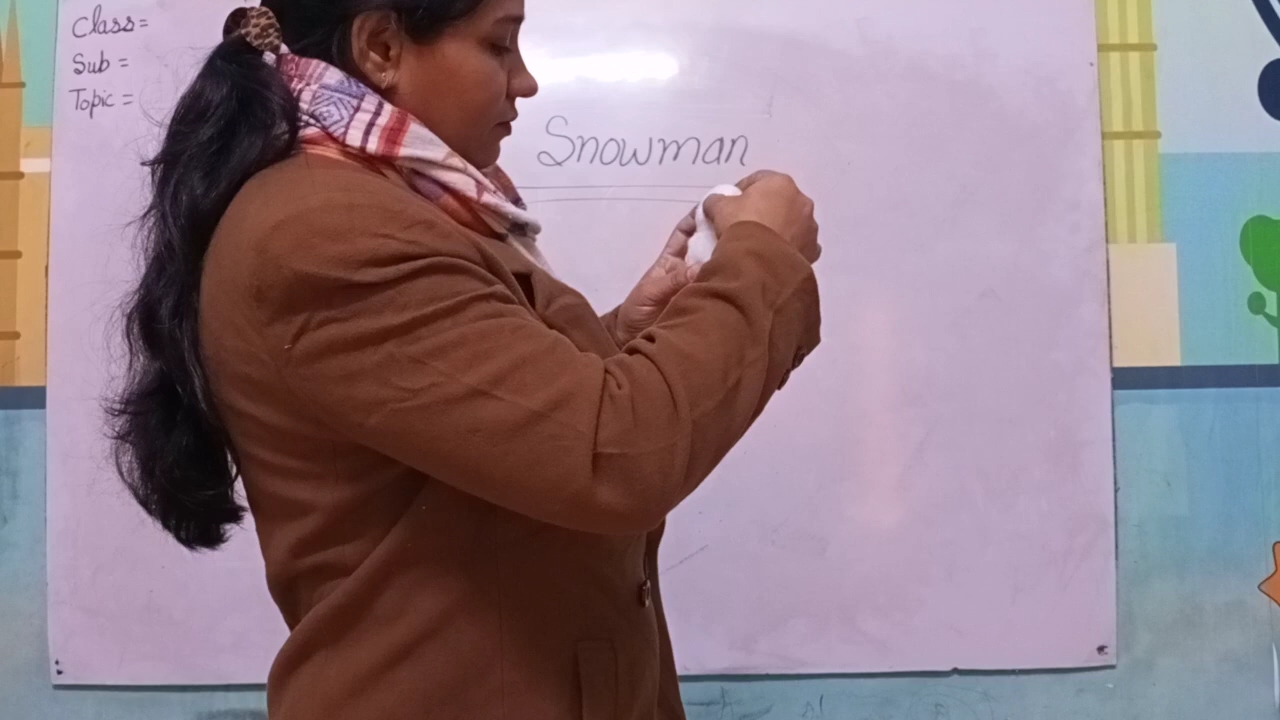 Class =
Sub =
Topic =
Snowman